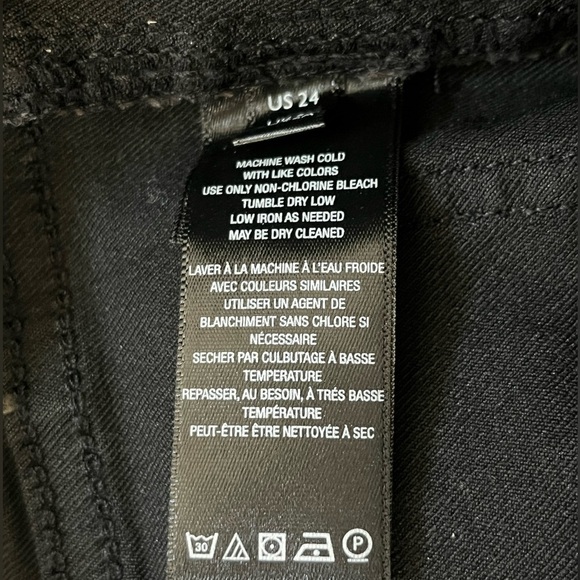 US 24
MACHINE WASH COLD
WITH LIKE COLORS
USE ONLY NON-CHLORINE BLEACH
TUMBLE DRY LOW
LOW IRON AS NEEDED
MAY BE DRY CLEANED
LAVER À LA MACHINE À L'EAU FROIDE
AVEC COULEURS SIMILAIRES
UTILISER UN AGENT DE
BLANCHIMENT SANS CHLORE SI
NÉCESSAIRE
SECHER PAR CULBUTAGE À BASSE
TEMPERATURE
REPASSER, AU BESOIN, À TRÉS BASSE
TEMPÉRATURE
PEUT-ÊTRE ÊTRE NETTOYÉE À SEC
30 P